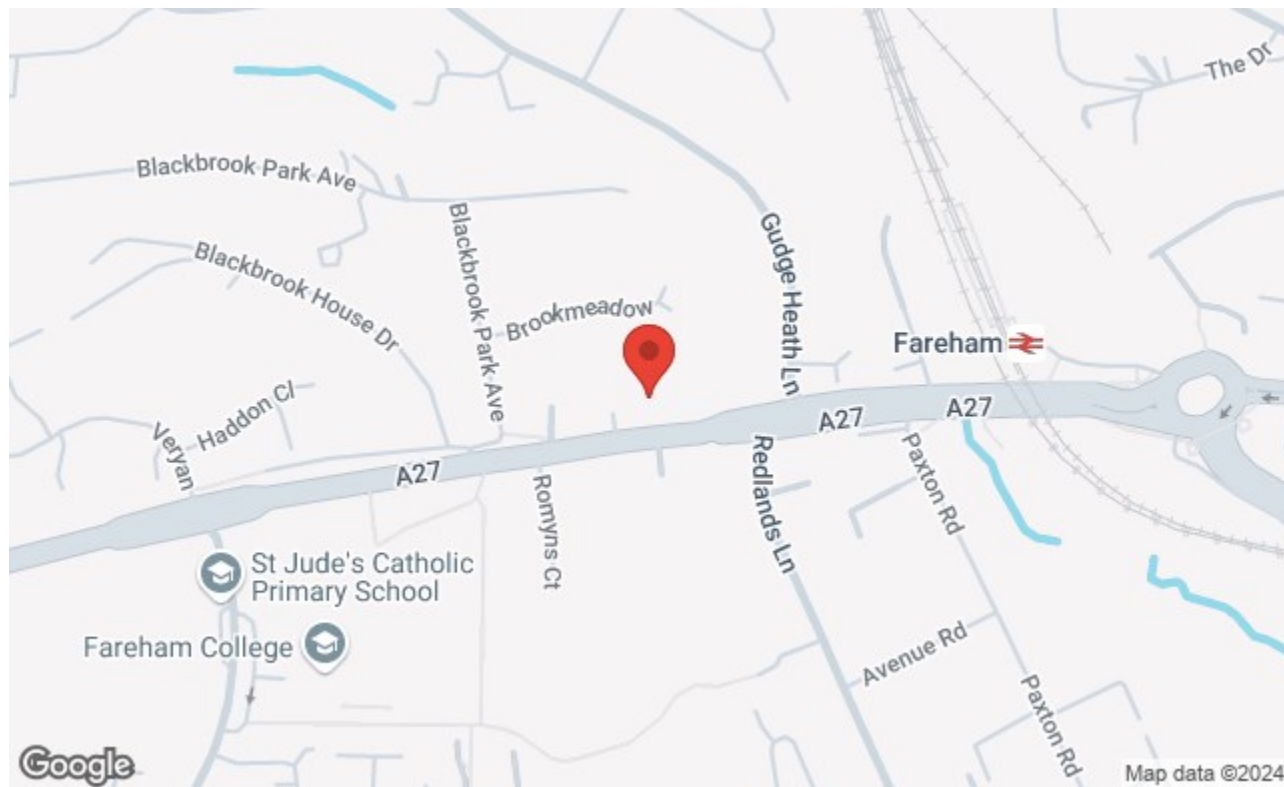 The Dr
Blackbrook Park Ave
Blackbrook Park Ave
Gudge Heath Ln
Blackbrook House Dr
Brookmeadow
Fareham
Haddon Cl
Veryan
A27
A27
A27
Paxton Rd
Redlands Ln
Romyns Ct
St Jude's Catholic
Primary School
Fareham College
Avenue Rd
Paxton Rd
Google
Map data ©2024